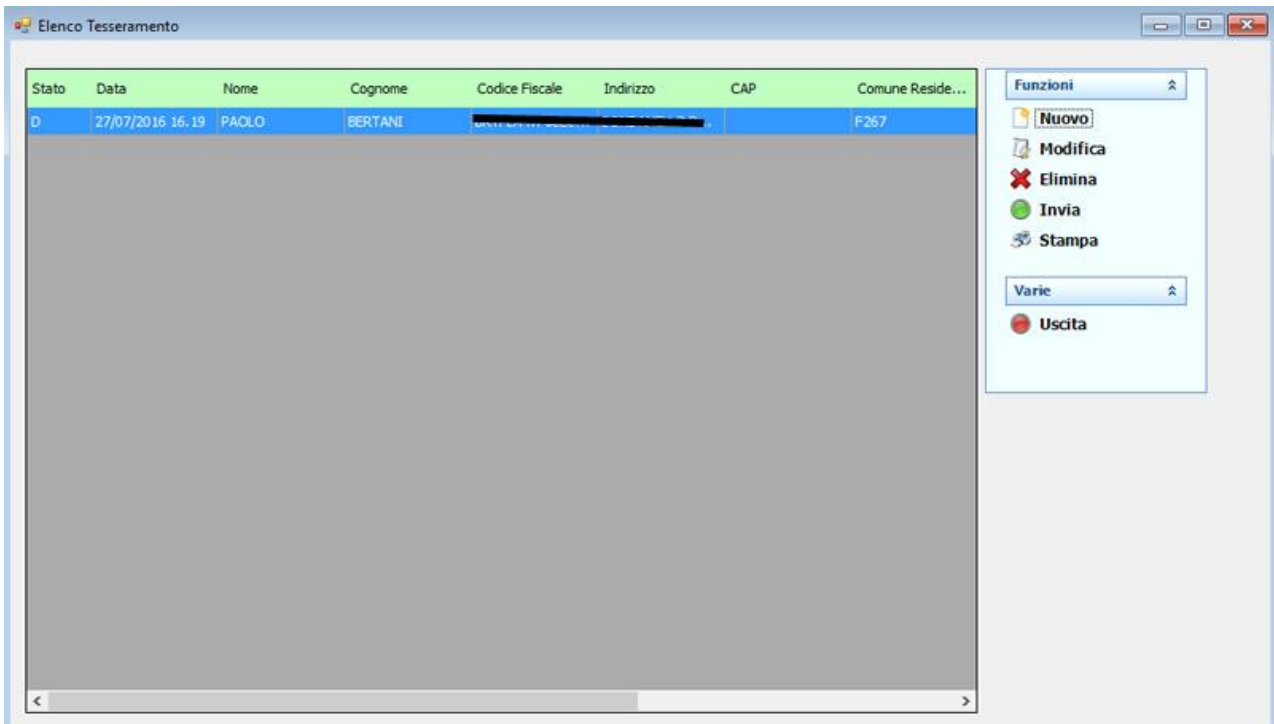 Elenco Tesseramento
Stato Data Nome Cognome Codice Fiscale Indirizzo CAP Comune Reside...
D 27/07/2016 16.19 PAOLO BERTANI F267
Funzioni
Nuovo
Modifica
Elimina
Invia
Stampa
Varie
Uscita